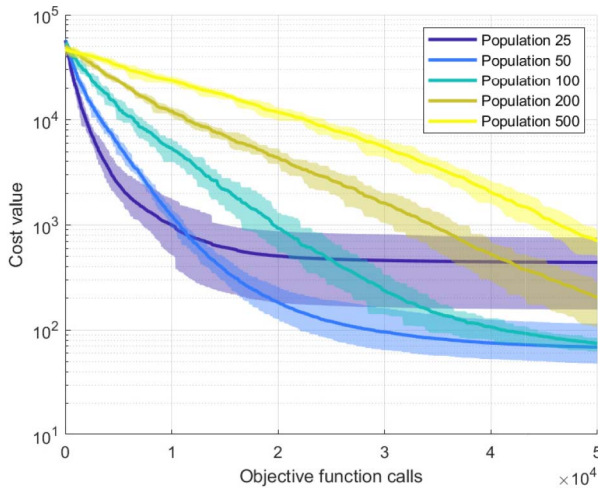 10^5
10^4
10^3
10^2
10^1
Cost value
Population 25
Population 50
Population 100
Population 200
Population 500
0 1 2 3 4 5
Objective function calls
×10^4